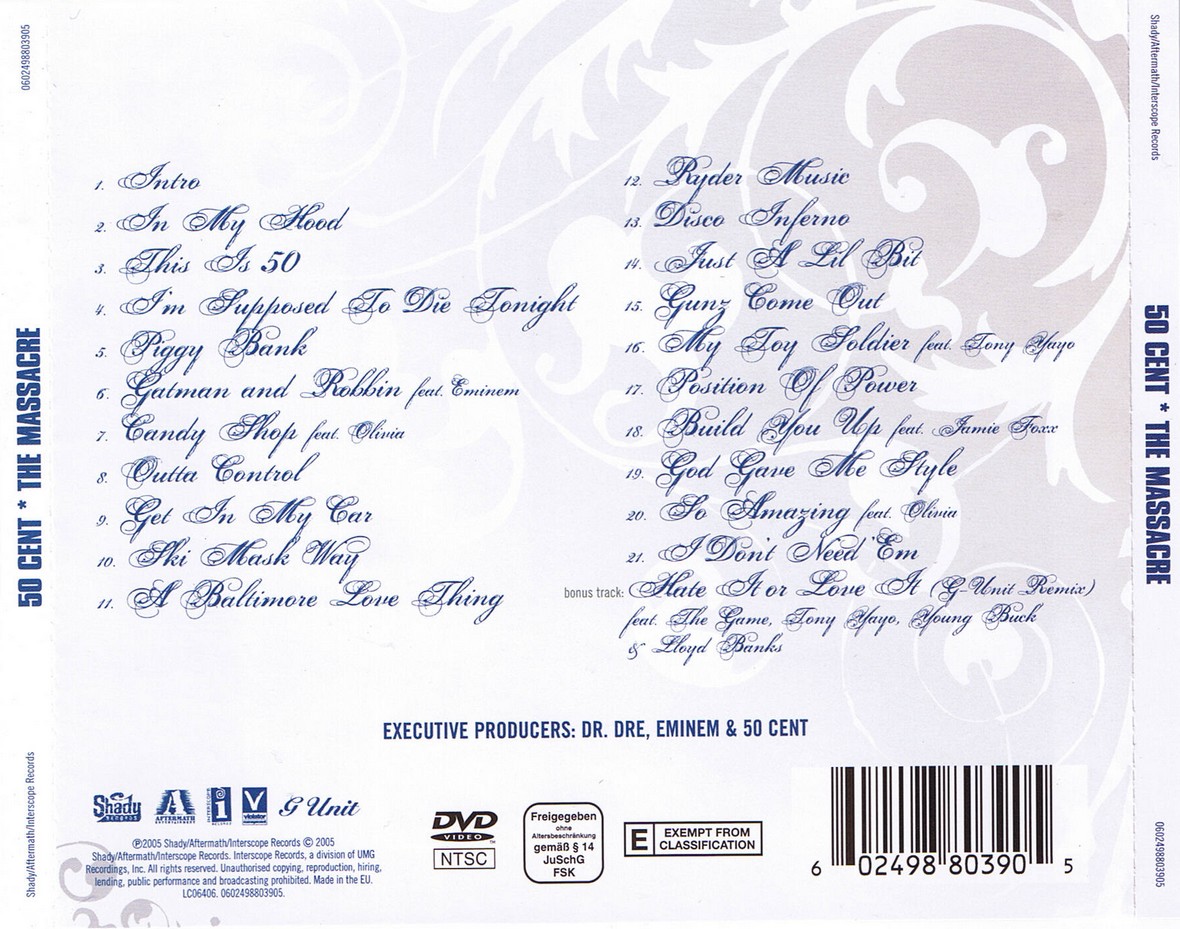 0602498803905
50 CENT * THE MASSACRE
Shady/Aftermath/Interscope Records
1. Intro
2. In My Hood
3. This Is 50
4. I'm Supposed To Die Tonight
5. Piggy Bank
6. Gatman and Robbin feat. Eminem
7. Candy Shop feat. Olivia
8. Outta Control
9. Get In My Car
10. Ski Mask Way
11. A Baltimore Love Thing
12. Ryder Music
13. Disco Inferno
14. Just A Lil Bit
15. Gunz Come Out
16. My Toy Soldier feat. Tony Yayo
17. Position Of Power
18. Build You Up feat. Jamie Foxx
19. God Gave Me Style
20. So Amazing feat. Olivia
21. I Don't Need 'Em
bonus track: Hate It or Love It (G-Unit Remix)
feat. The Game, Tony Yayo, Young Buck
& Lloyd Banks
EXECUTIVE PRODUCERS: DR. DRE, EMINEM & 50 CENT
Shady RECORDS
AFTERMATH ENTERTAINMENT
INTERSCOPE RECORDS
violator management
G Unit
℗2005 Shady/Aftermath/Interscope Records © 2005
Shady/Aftermath/Interscope Records. Interscope Records, a division of UMG
Recordings, Inc. All rights reserved. Unauthorised copying, reproduction, hiring,
lending, public performance and broadcasting prohibited. Made in the EU.
LC06406. 0602498803905.
DVD
VIDEO™
NTSC
Freigegeben
ohne
Altersbeschränkung
gemäß § 14
JuSchG
FSK
E EXEMPT FROM
CLASSIFICATION
6 02498 80390 5
Shady/Aftermath/Interscope Records
50 CENT * THE MASSACRE
0602498803905